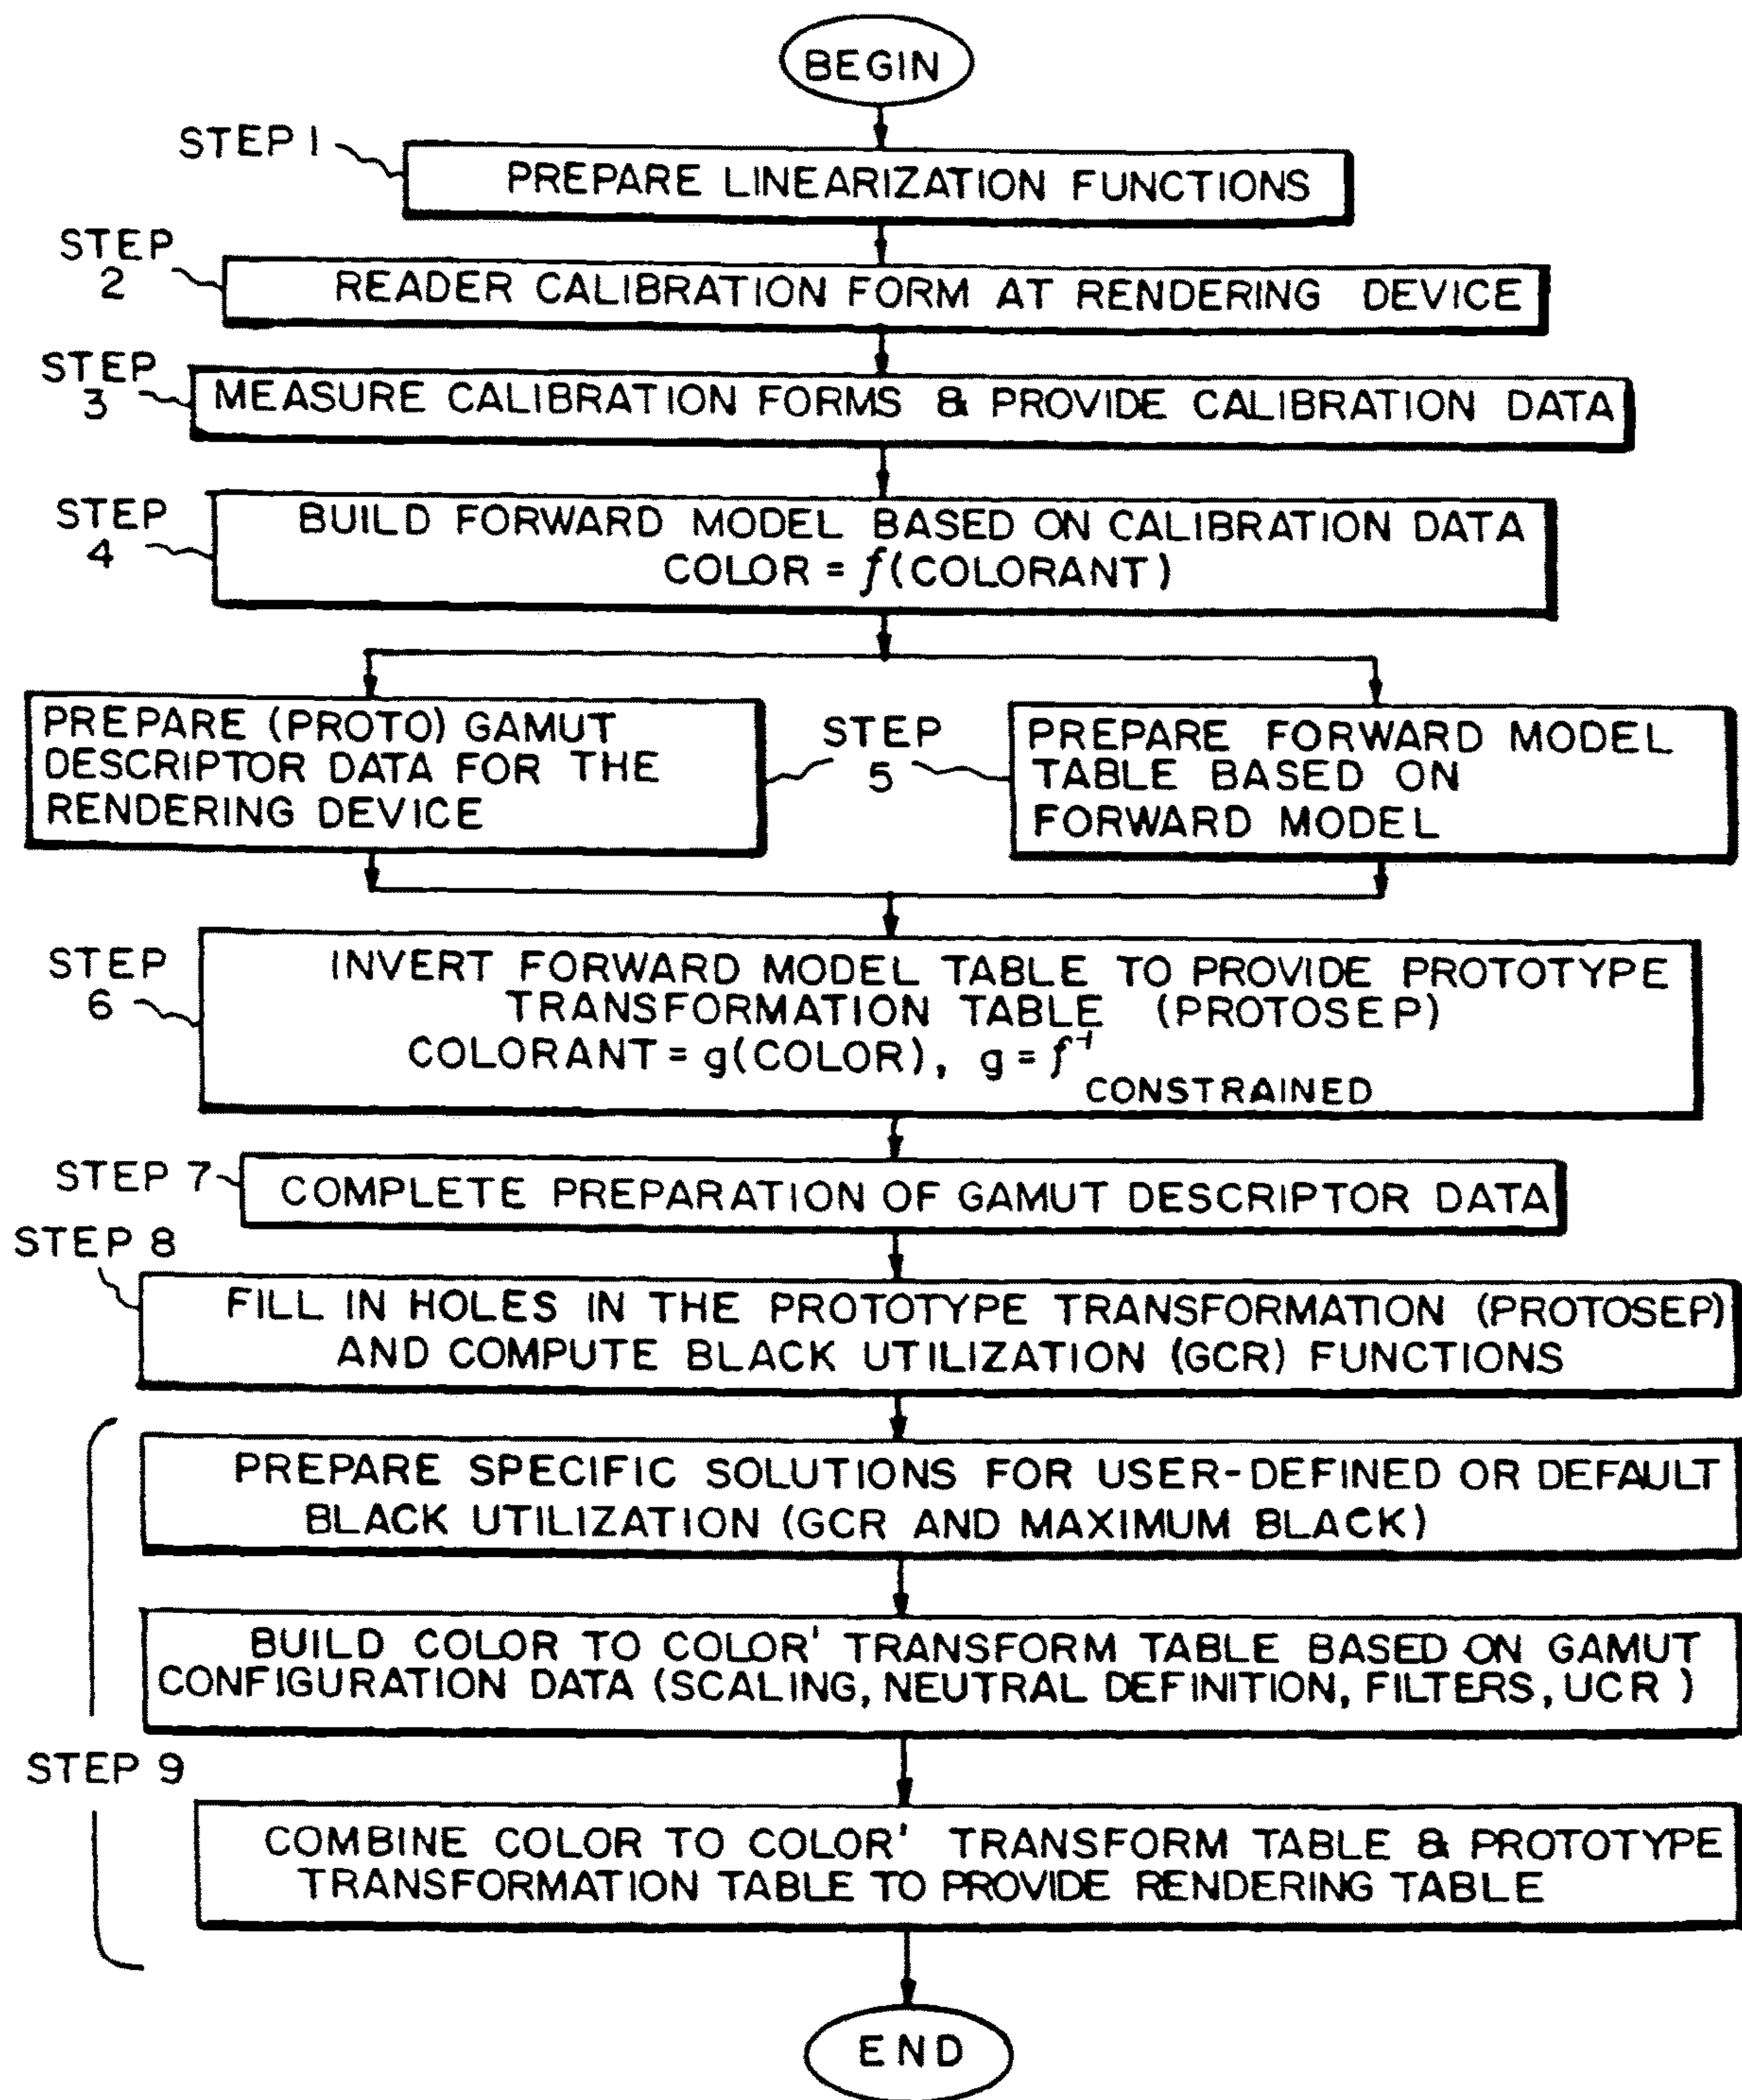 BEGIN
STEP 1
PREPARE LINEARIZATION FUNCTIONS
STEP
2
READER CALIBRATION FORM AT RENDERING DEVICE
STEP
3
MEASURE CALIBRATION FORMS & PROVIDE CALIBRATION DATA
STEP
4
BUILD FORWARD MODEL BASED ON CALIBRATION DATA
COLOR = f(COLORANT)
PREPARE (PROTO) GAMUT
DESCRIPTOR DATA FOR THE
RENDERING DEVICE
STEP
5
PREPARE FORWARD MODEL
TABLE BASED ON
FORWARD MODEL
STEP
6
INVERT FORWARD MODEL TABLE TO PROVIDE PROTOTYPE
TRANSFORMATION TABLE (PROTOSEP)
COLORANT = g(COLOR), g = f⁻¹
CONSTRAINED
STEP 7
COMPLETE PREPARATION OF GAMUT DESCRIPTOR DATA
STEP 8
FILL IN HOLES IN THE PROTOTYPE TRANSFORMATION (PROTOSEP)
AND COMPUTE BLACK UTILIZATION (GCR) FUNCTIONS
PREPARE SPECIFIC SOLUTIONS FOR USER-DEFINED OR DEFAULT
BLACK UTILIZATION (GCR AND MAXIMUM BLACK)
BUILD COLOR TO COLOR' TRANSFORM TABLE BASED ON GAMUT
CONFIGURATION DATA (SCALING, NEUTRAL DEFINITION, FILTERS, UCR)
STEP 9
COMBINE COLOR TO COLOR' TRANSFORM TABLE & PROTOTYPE
TRANSFORMATION TABLE TO PROVIDE RENDERING TABLE
END